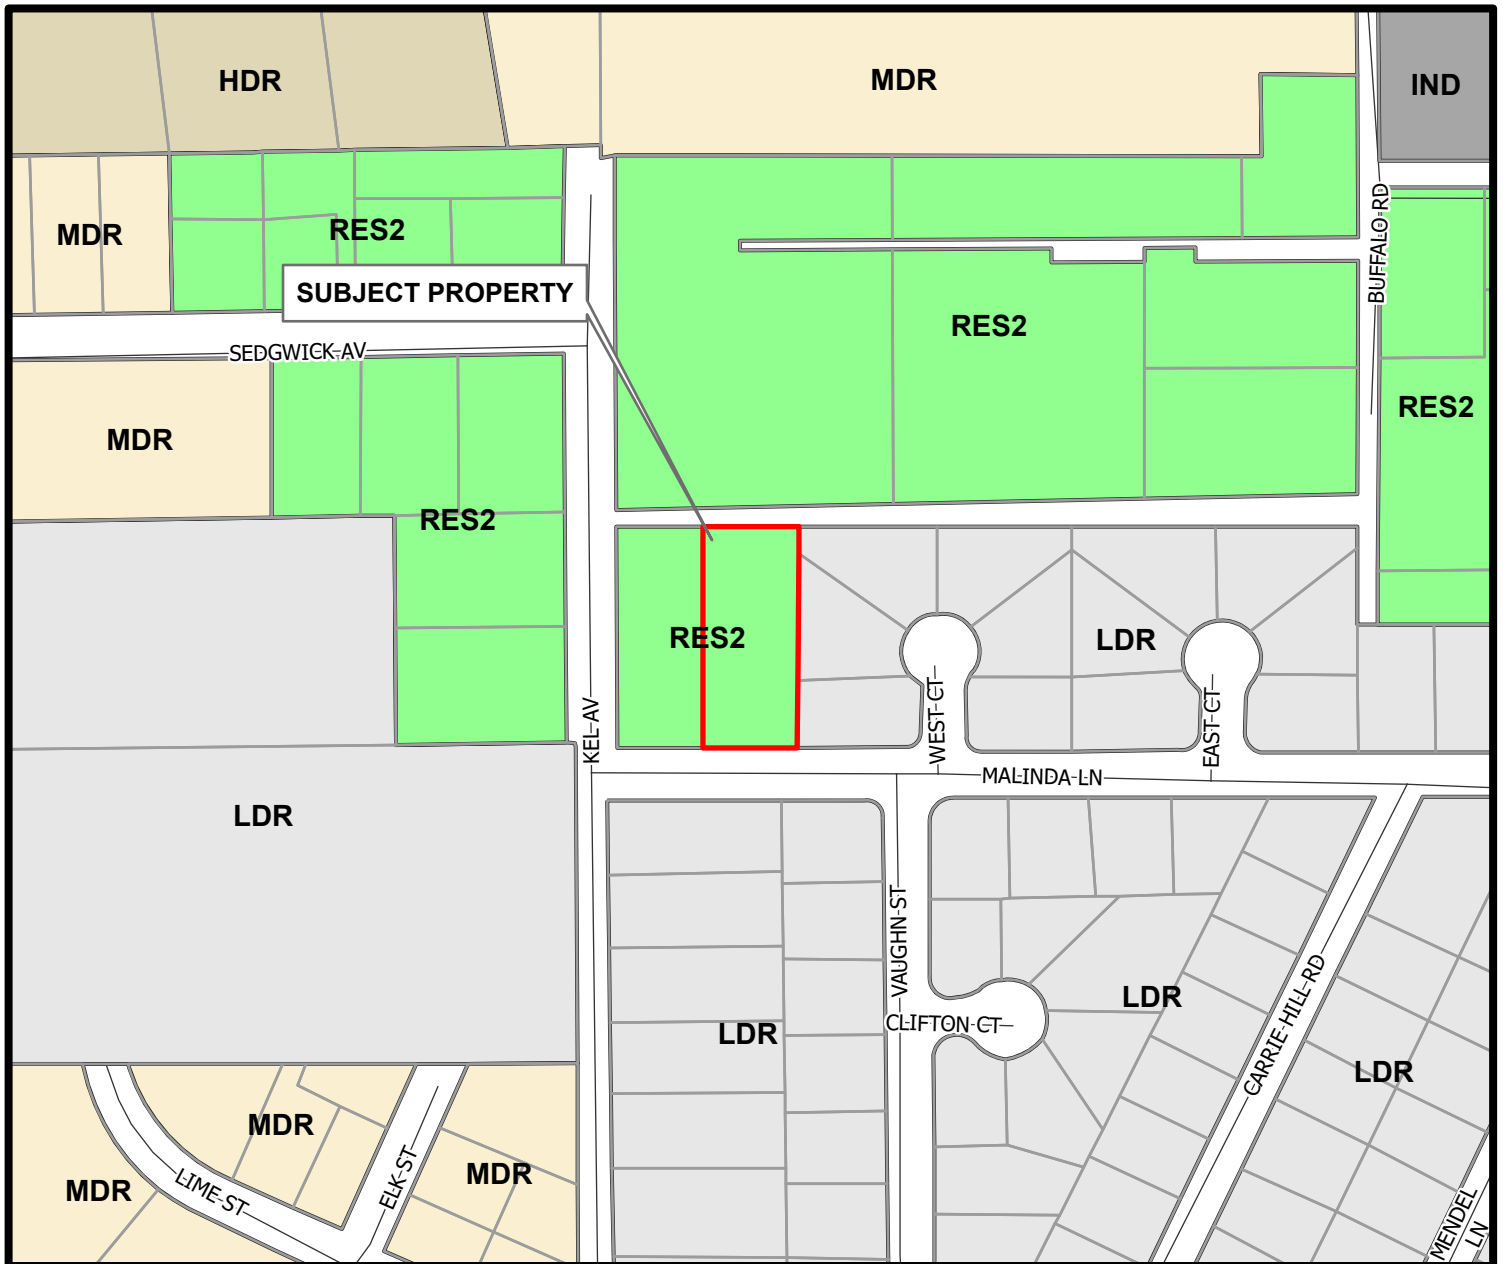 HDR
MDR
IND
MDR
RES2
BUFFALO RD
SUBJECT PROPERTY
RES2
SEDGWICK AV
RES2
MDR
RES2
RES2
LDR
WEST CT
EAST CT
KEL AV
MALINDA LN
LDR
VAUGHN ST
LDR
CLIFTON CT
LDR
CARRIE HILL RD
LDR
MDR
MDR
MDR
LIME ST
ELK ST
MENDEL
LN